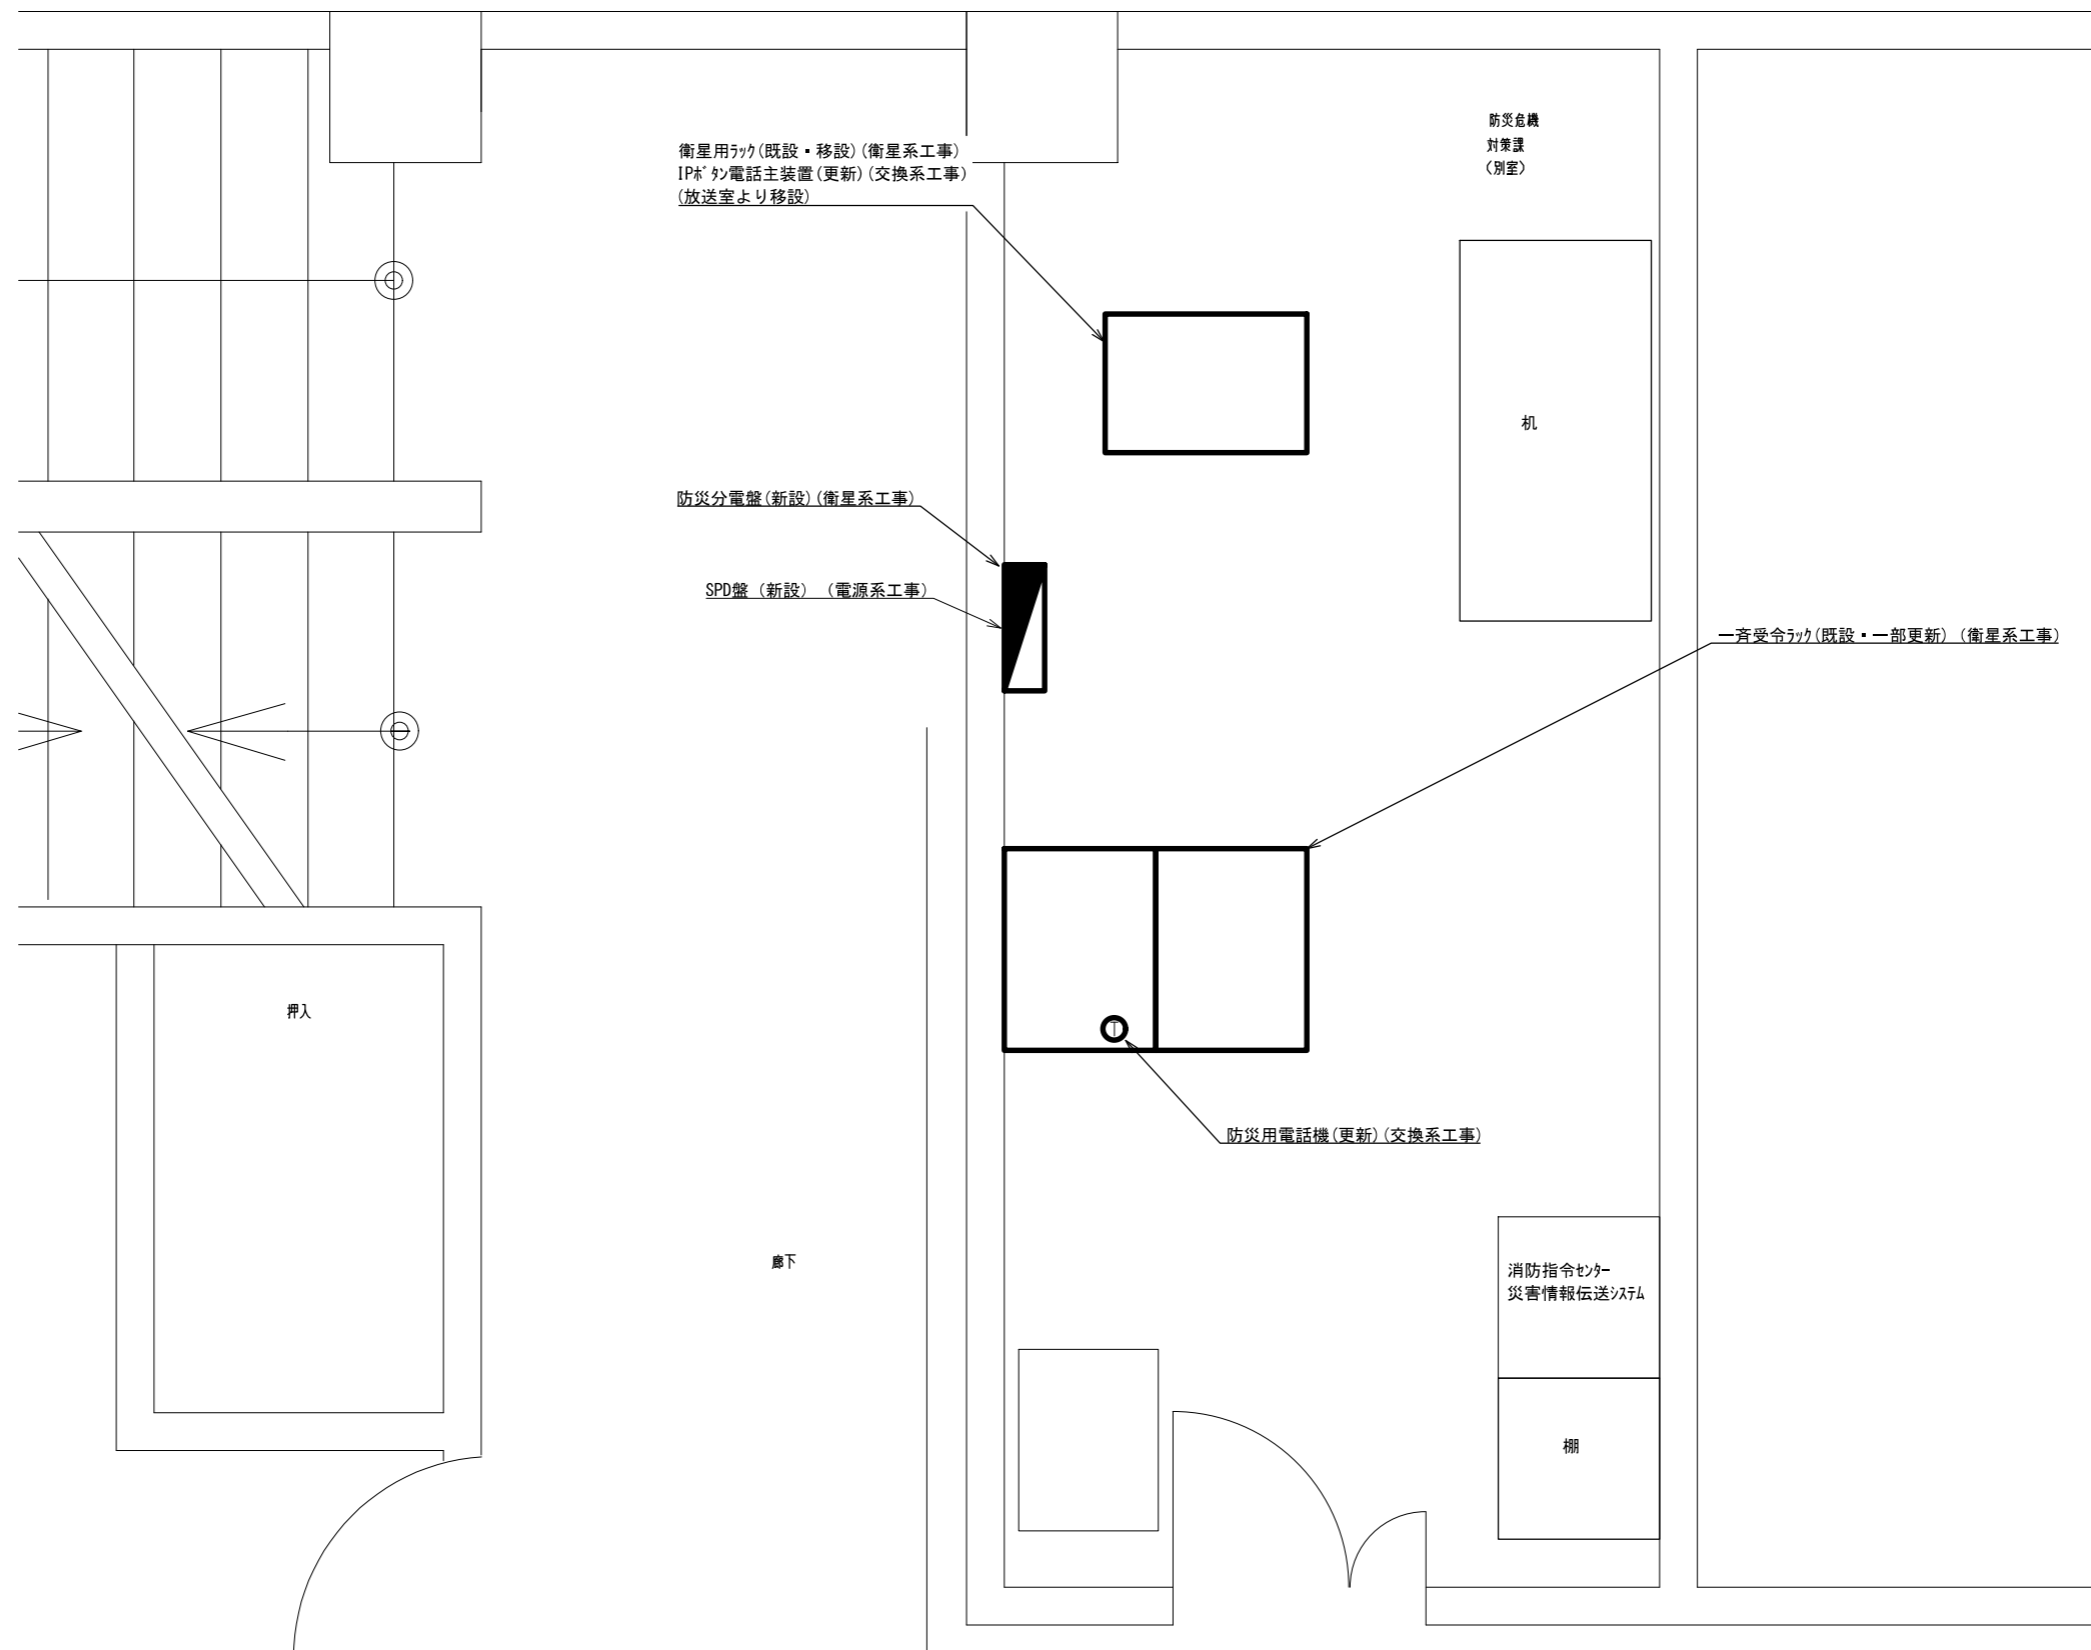 防災危機
対策課
(別室)
衛星用ﾗｯｸ(既設・移設)(衛星系工事)
IPﾎﾞﾀﾝ電話主装置(更新)(交換系工事)
(放送室より移設)
机
防災分電盤(新設)(衛星系工事)
SPD盤（新設）（電源系工事）
一斉受令ﾗｯｸ(既設・一部更新)（衛星系工事）
押入
T
防災用電話機(更新)(交換系工事)
廊下
消防指令ｾﾝﾀｰ
災害情報伝送ｼｽﾃﾑ
棚